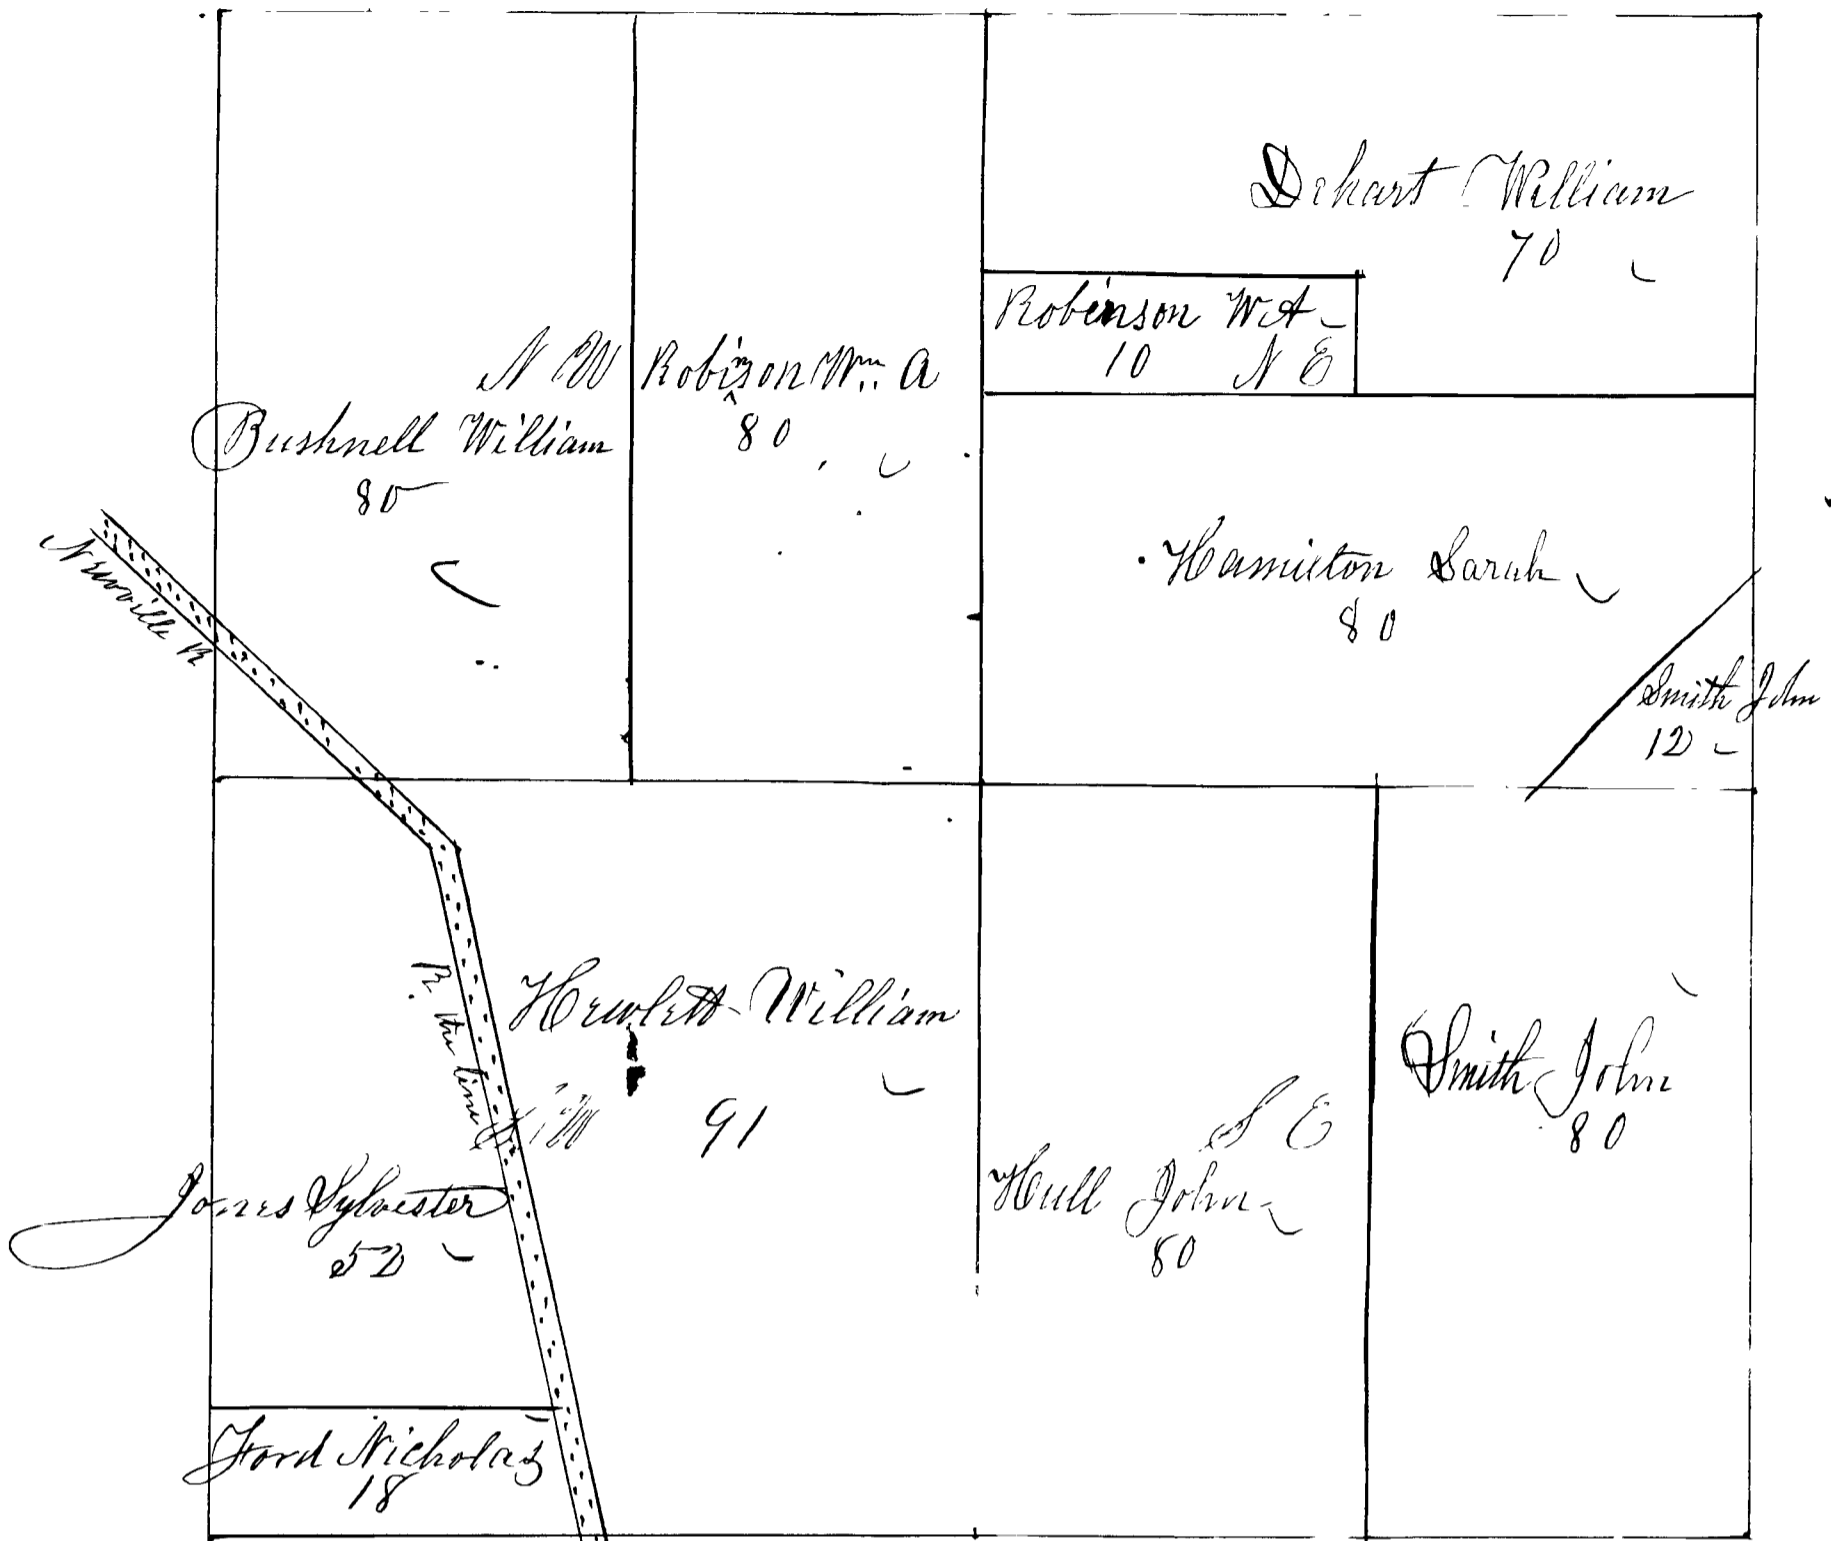 Dehart William
70
Robinson W. A
10 N E
N W
Robinson Wm. A
80
Bushnell William
80
Newville R
Hamilton Sarah
80
Smith John
12
Hewlett William
91
R.
S W
Jones Sylvester
52
S E
Hull John
80
Smith John
80
Ford Nicholas
18